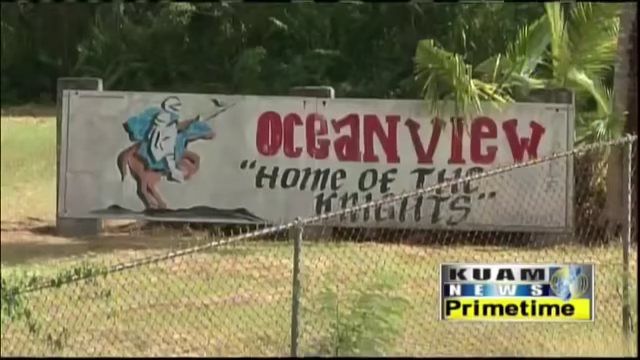 OCEANVIEW
"HOME OF THE
KNIGHTS"
KUAM
NEWS
Primetime